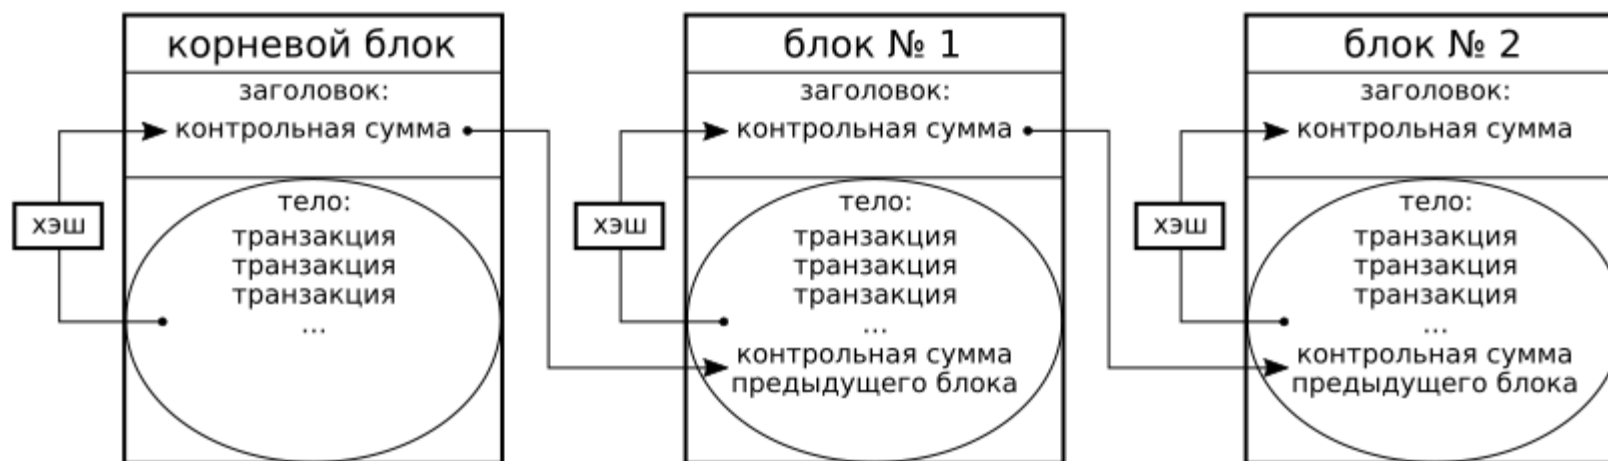 корневой блок
заголовок:
контрольная сумма
хэш
тело:
транзакция
транзакция
транзакция
...
блок № 1
заголовок:
контрольная сумма
хэш
тело:
транзакция
транзакция
транзакция
...
контрольная сумма
предыдущего блока
блок № 2
заголовок:
контрольная сумма
хэш
тело:
транзакция
транзакция
транзакция
...
контрольная сумма
предыдущего блока